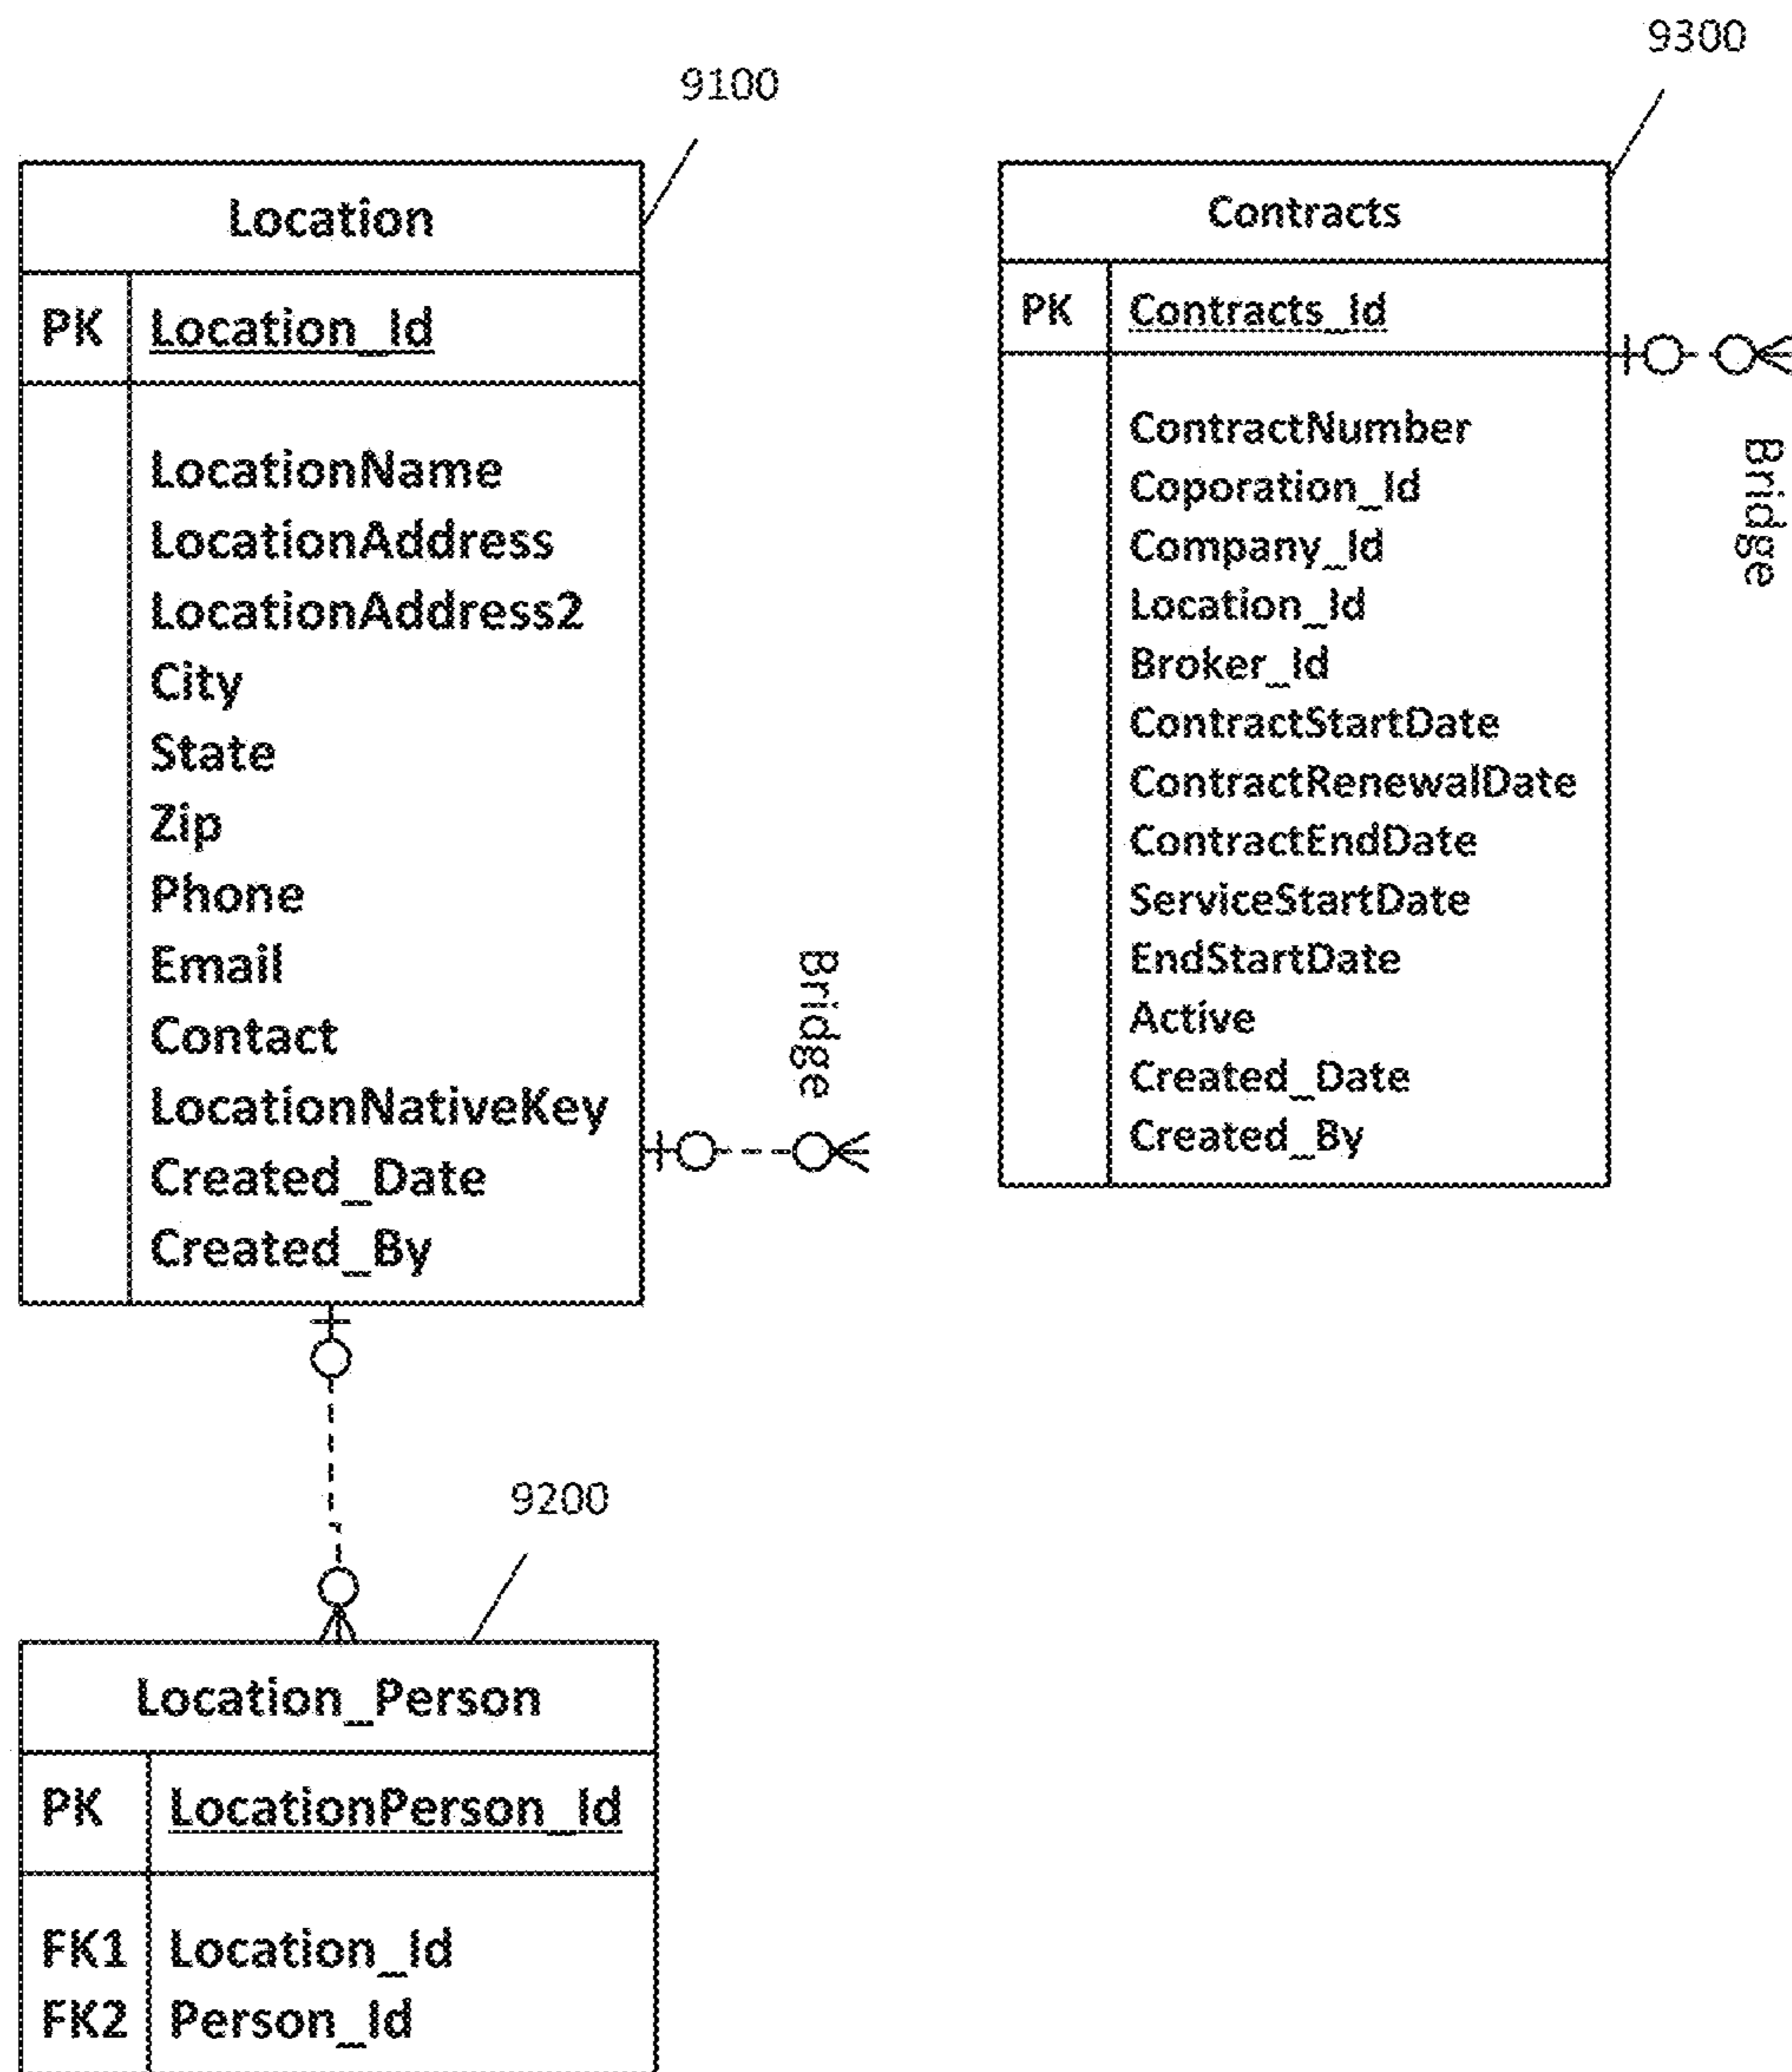 9100
Location
PK Location_Id
LocationName
LocationAddress
LocationAddress2
City
State
Zip
Phone
Email
Contact
LocationNativeKey
Created_Date
Created_By
Bridge
9200
Location_Person
PK LocationPerson_Id
FK1 Location_Id
FK2 Person_Id
9300
Contracts
PK Contracts_Id
ContractNumber
Coporation_Id
Company_Id
Location_Id
Broker_Id
ContractStartDate
ContractRenewalDate
ContractEndDate
ServiceStartDate
EndStartDate
Active
Created_Date
Created_By
Bridge